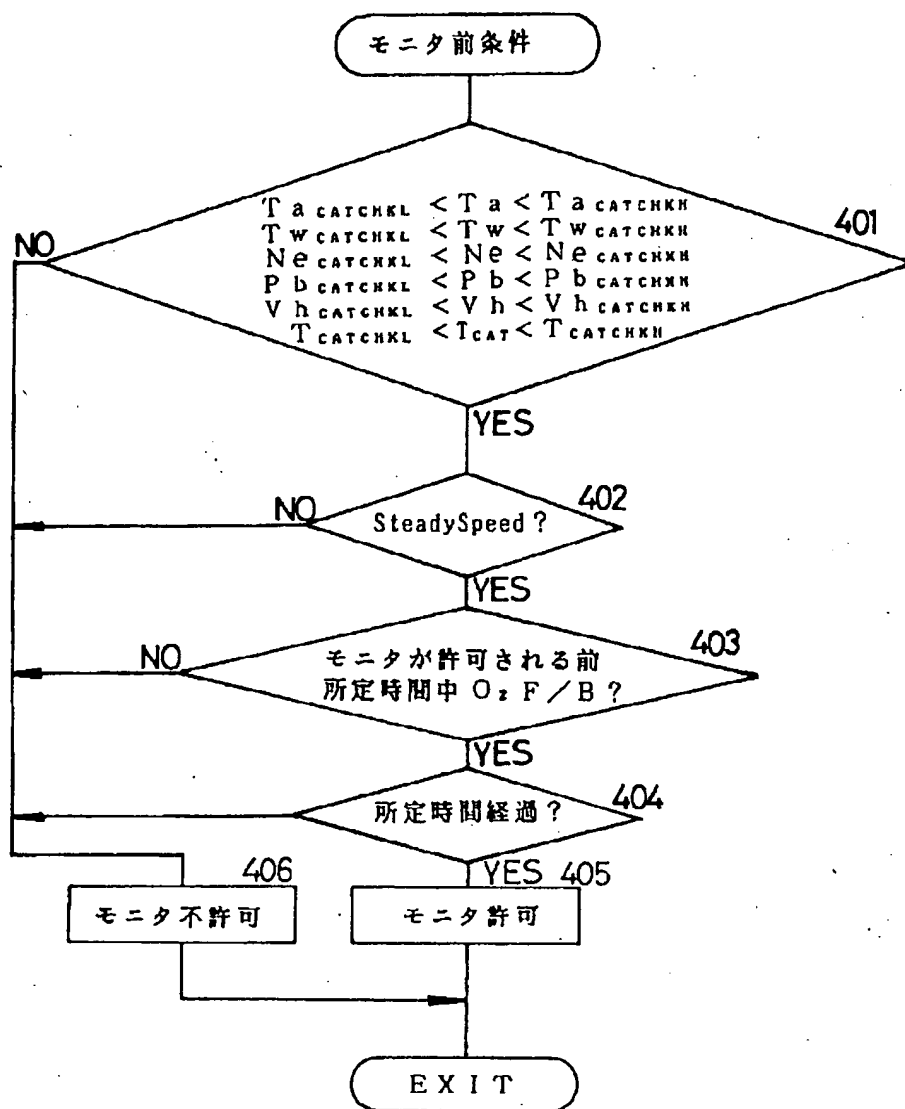 モニタ前条件
Ta CATCHKL < Ta < Ta CATCHKH
401
NO
Tw CATCHKL < Tw < Tw CATCHKH
Ne CATCHKL < Ne < Ne CATCHKH
Pb CATCHKL < Pb < Pb CATCHKH
Vh CATCHKL < Vh < Vh CATCHKH
T CATCHKL < TCAT < T CATCHKH
YES
402
NO
SteadySpeed?
YES
403
NO
モニタが許可される前
所定時間中 O₂ F/B?
YES
404
所定時間経過?
YES
406
405
モニタ不許可
モニタ許可
EXIT